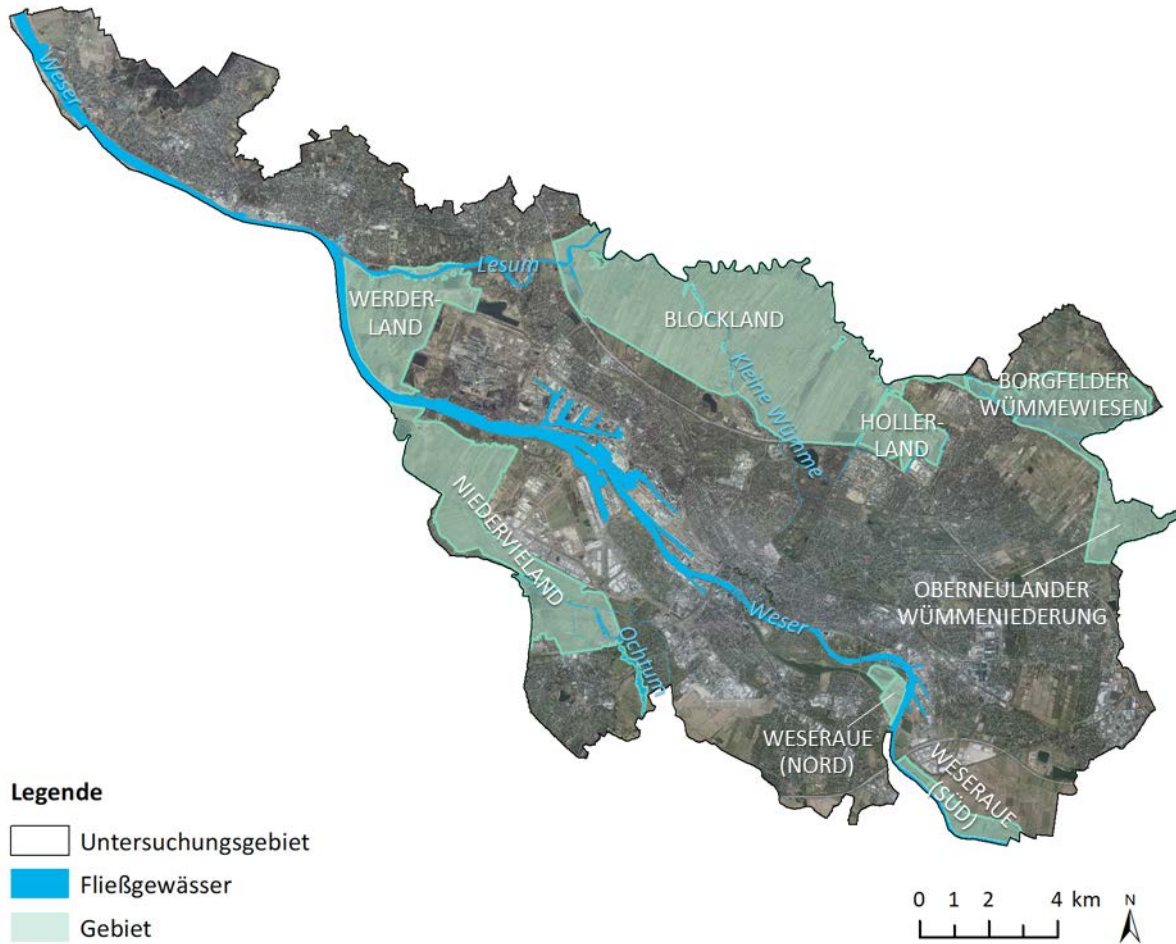 Weser
Lesum
WERDER-
LAND
BLOCKLAND
Kleine Wümme
BORGFELDER
WÜMMEWIESEN
HOLLER-
LAND
NIEDERVIELAND
OBERNEULANDER
WÜMMENIEDERUNG
Weser
Ochtum
WESERAUE
(NORD)
WESERAUE
(SÜD)
Legende
Untersuchungsgebiet
Fließgewässer
Gebiet
0 1 2 4 km
N